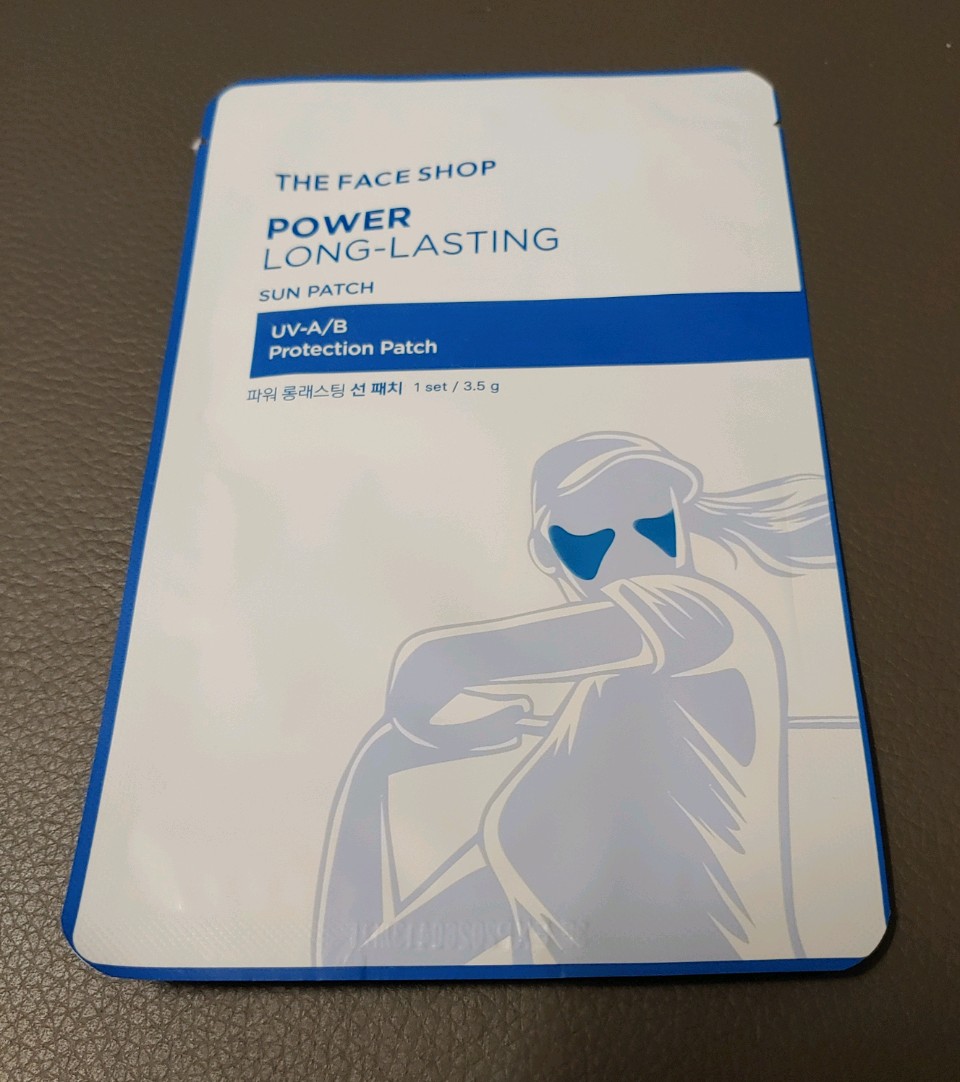 THE FACE SHOP
POWER
LONG-LASTING
SUN PATCH
UV-A/B
Protection Patch
파워 롱래스팅 선 패치 1 set / 3.5 g